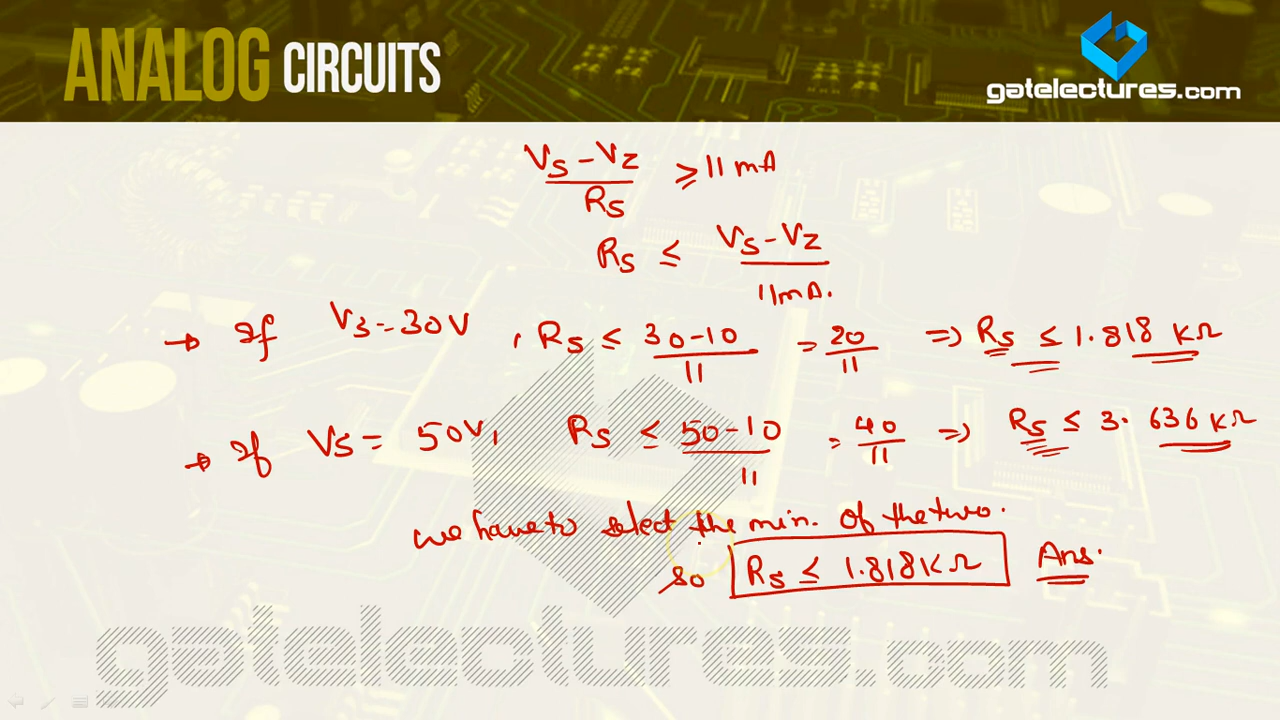 ANALOG CIRCUITS
gatelectures.com
VS - VZ / RS ≥ 11 mA
RS ≤ VS - VZ / 11mA.
→ If VS = 30V, RS ≤ 30-10 / 11 = 20 / 11 => RS ≤ 1.818 KΩ
→ If VS = 50V, RS ≤ 50-10 / 11 = 40 / 11 => RS ≤ 3.636 KΩ
we have to select the min. of the two.
so RS ≤ 1.818KΩ Ans.
gatelectures.com